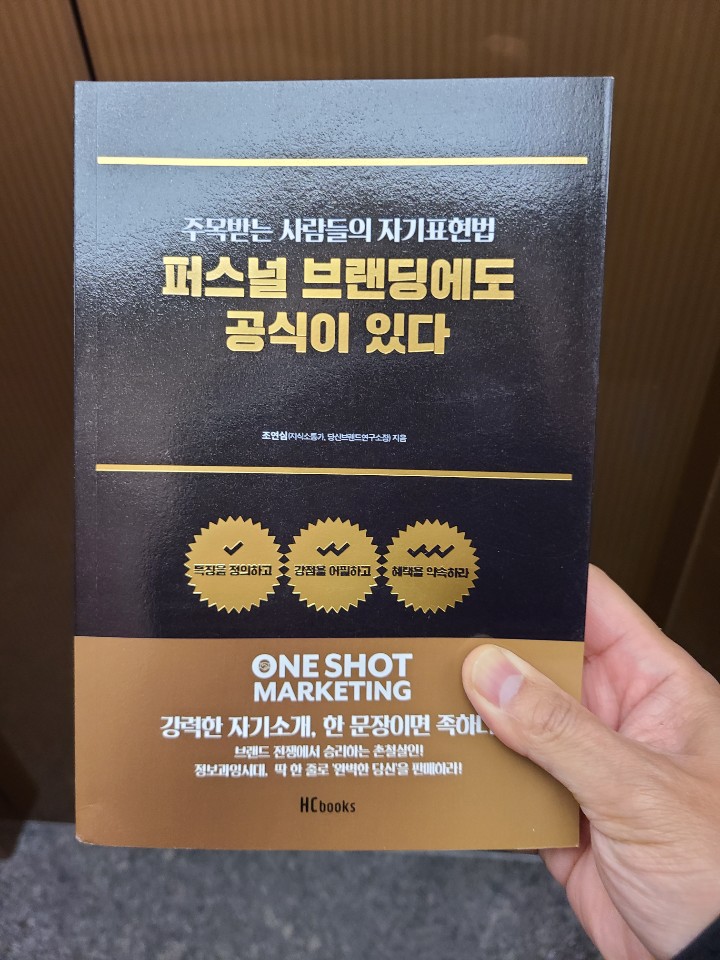 주목받는 사람들의 자기표현법
퍼스널 브랜딩에도
공식이 있다
조연심(지식소통가, 당신브랜드연구소장) 지음
특징을 정의하고
강점을 어필하고
혜택을 약속하라
ONE SHOT
MARKETING
강력한 자기소개, 한 문장이면 족하다
브랜드 전쟁에서 승리하는 촌철살인!
정보과잉시대, 딱 한 줄로 '완벽한 당신'을 판매하라!
HCbooks